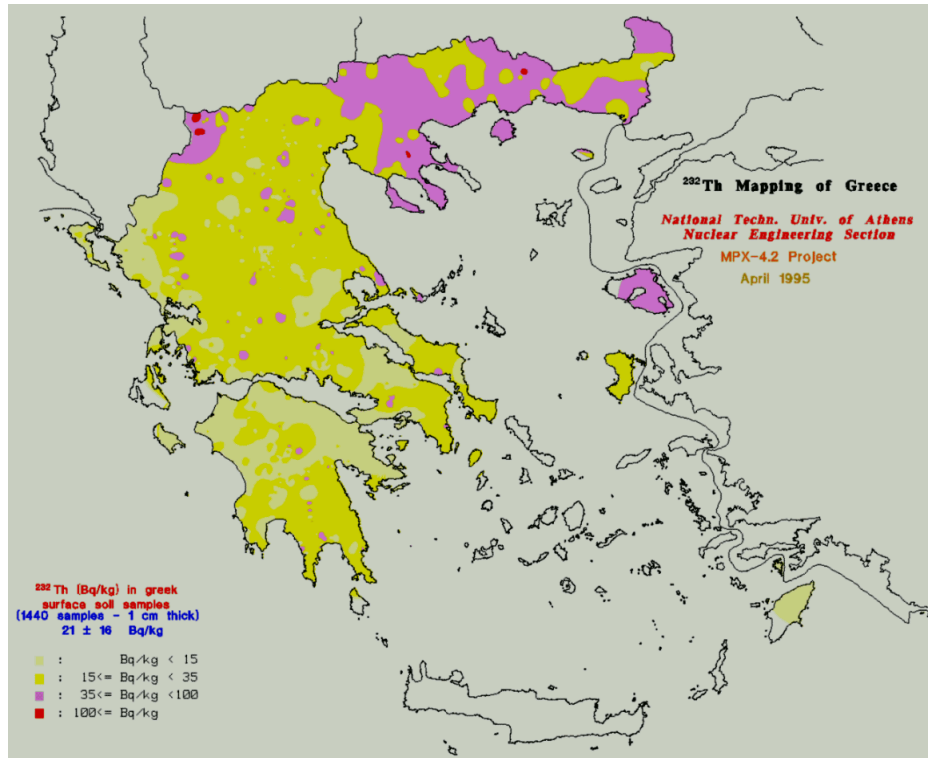 ²³²Th Mapping of Greece
National Techn. Univ. of Athens
Nuclear Engineering Section
MPX-4.2 Project
April 1995
²³²Th (Bq/kg) in greek
surface soil samples
(1440 samples - 1 cm thick)
21 ± 16 Bq/kg
: Bq/kg < 15
: 15<= Bq/kg < 35
: 35<= Bq/kg <100
: 100<= Bq/kg